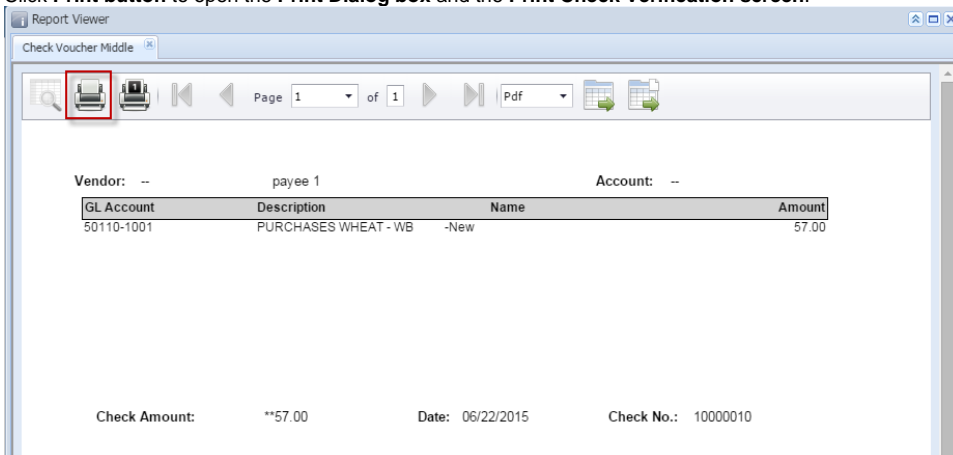 Click Print button to open the Print Dialog box and the Print Check Verification screen.
Report Viewer
Check Voucher Middle
1
Page 1 of 1 Pdf
Vendor: -- payee 1 Account: --
GL Account Description Name Amount
50110-1001 PURCHASES WHEAT - WB -New 57.00
Check Amount: **57.00 Date: 06/22/2015 Check No.: 10000010